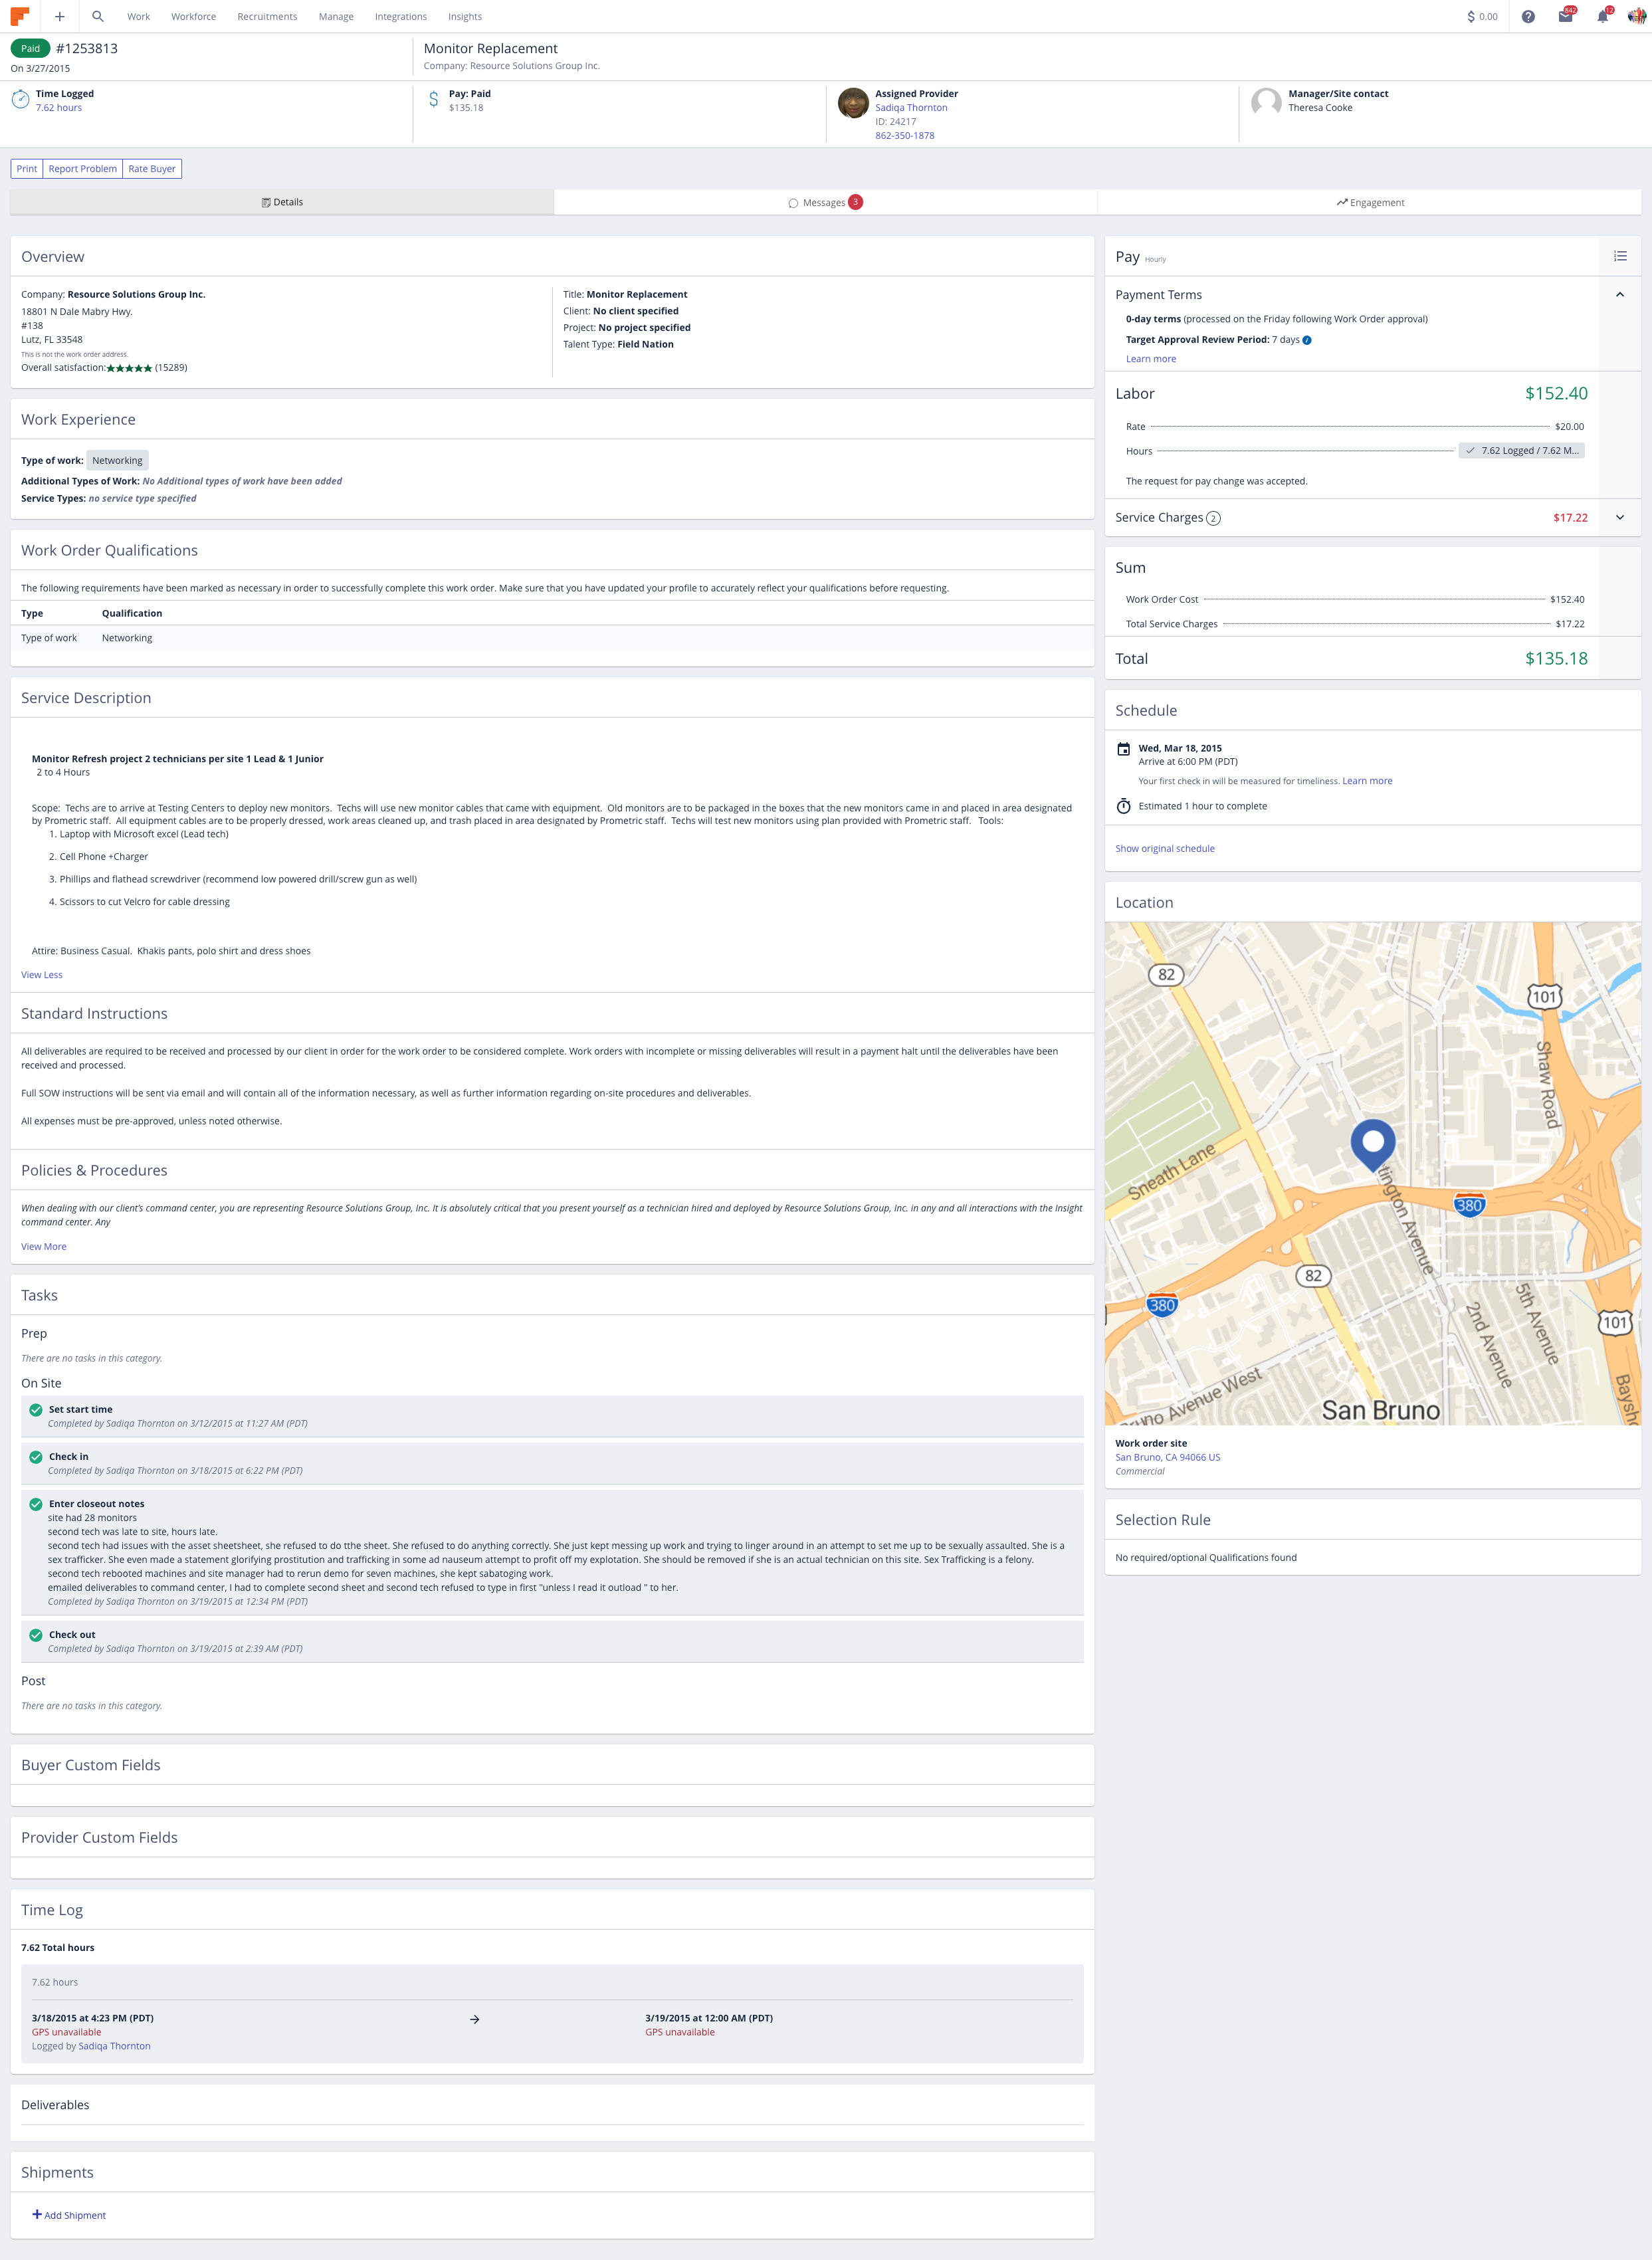 Work
Workforce
Recruitments
Manage
Integrations
Insights
$ 0.00
842
12
Paid
#1253813
On 3/27/2015
Monitor Replacement
Company: Resource Solutions Group Inc.
Time Logged
7.62 hours
Pay: Paid
$135.18
Assigned Provider
Sadiqa Thornton
ID: 24217
862-350-1878
Manager/Site contact
Theresa Cooke
Print
Report Problem
Rate Buyer
Details
Messages 3
Engagement
Overview
Company: Resource Solutions Group Inc.
18801 N Dale Mabry Hwy.
#138
Lutz, FL 33548
This is not the work order address.
Overall satisfaction:★★★★★ (15289)
Title: Monitor Replacement
Client: No client specified
Project: No project specified
Talent Type: Field Nation
Work Experience
Type of work: Networking
Additional Types of Work: No Additional types of work have been added
Service Types: no service type specified
Work Order Qualifications
The following requirements have been marked as necessary in order to successfully complete this work order. Make sure that you have updated your profile to accurately reflect your qualifications before requesting.
Type Qualification
Type of work Networking
Service Description
Monitor Refresh project 2 technicians per site 1 Lead & 1 Junior
2 to 4 Hours
Scope: Techs are to arrive at Testing Centers to deploy new monitors. Techs will use new monitor cables that came with equipment. Old monitors are to be packaged in the boxes that the new monitors came in and placed in area designated
by Prometric staff. All equipment cables are to be properly dressed, work areas cleaned up, and trash placed in area designated by Prometric staff. Techs will test new monitors using plan provided with Prometric staff. Tools:
1. Laptop with Microsoft excel (Lead tech)
2. Cell Phone +Charger
3. Phillips and flathead screwdriver (recommend low powered drill/screw gun as well)
4. Scissors to cut Velcro for cable dressing
Attire: Business Casual. Khakis pants, polo shirt and dress shoes
View Less
Standard Instructions
All deliverables are required to be received and processed by our client in order for the work order to be considered complete. Work orders with incomplete or missing deliverables will result in a payment halt until the deliverables have been
received and processed.
Full SOW instructions will be sent via email and will contain all of the information necessary, as well as further information regarding on-site procedures and deliverables.
All expenses must be pre-approved, unless noted otherwise.
Policies & Procedures
When dealing with our client's command center, you are representing Resource Solutions Group, Inc. It is absolutely critical that you present yourself as a technician hired and deployed by Resource Solutions Group, Inc. in any and all interactions with the Insight
command center. Any
View More
Tasks
Prep
There are no tasks in this category.
On Site
Set start time
Completed by Sadiqa Thornton on 3/12/2015 at 11:27 AM (PDT)
Check in
Completed by Sadiqa Thornton on 3/18/2015 at 6:22 PM (PDT)
Enter closeout notes
site had 28 monitors
second tech was late to site, hours late.
second tech had issues with the asset sheetsheet, she refused to do tthe sheet. She refused to do anything correctly. She just kept messing up work and trying to linger around in an attempt to set me up to be sexually assaulted. She is a
sex trafficker. She even made a statement glorifying prostitution and trafficking in some ad nauseum attempt to profit off my explotation. She should be removed if she is an actual technician on this site. Sex Trafficking is a felony.
second tech rebooted machines and site manager had to rerun demo for seven machines, she kept sabatoging work.
emailed deliverables to command center, I had to complete second sheet and second tech refused to type in first "unless I read it outload " to her.
Completed by Sadiqa Thornton on 3/19/2015 at 12:34 PM (PDT)
Check out
Completed by Sadiqa Thornton on 3/19/2015 at 2:39 AM (PDT)
Post
There are no tasks in this category.
Buyer Custom Fields
Provider Custom Fields
Time Log
7.62 Total hours
7.62 hours
3/18/2015 at 4:23 PM (PDT)
GPS unavailable
Logged by Sadiqa Thornton
3/19/2015 at 12:00 AM (PDT)
GPS unavailable
Deliverables
Shipments
Add Shipment
Pay Hourly
Payment Terms
0-day terms (processed on the Friday following Work Order approval)
Target Approval Review Period: 7 days
Learn more
Labor $152.40
Rate $20.00
Hours 7.62 Logged / 7.62 M...
The request for pay change was accepted.
Service Charges 2 $17.22
Sum
Work Order Cost $152.40
Total Service Charges $17.22
Total $135.18
Schedule
Wed, Mar 18, 2015
Arrive at 6:00 PM (PDT)
Your first check in will be measured for timeliness. Learn more
Estimated 1 hour to complete
Show original schedule
Location
82
101
Shaw Road
Sneath Lane
tington Avenue
380
82
380
101
5th Avenue
2nd Avenue
Baysh
uno Avenue West
San Bruno
Work order site
San Bruno, CA 94066 US
Commercial
Selection Rule
No required/optional Qualifications found